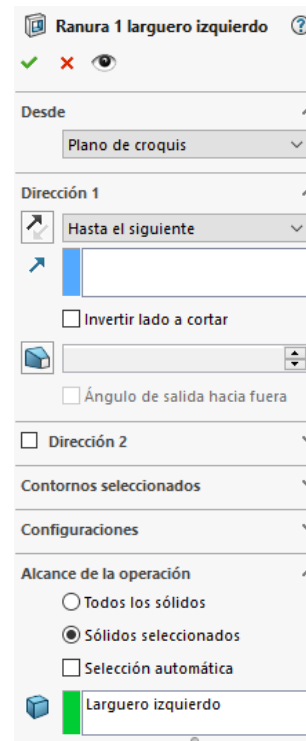 Ranura 1 larguero izquierdo
Desde
Plano de croquis
Dirección 1
Hasta el siguiente
Invertir lado a cortar
Ángulo de salida hacia fuera
Dirección 2
Contornos seleccionados
Configuraciones
Alcance de la operación
Todos los sólidos
Sólidos seleccionados
Selección automática
Larguero izquierdo